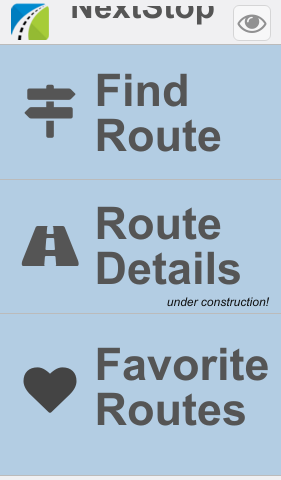 NextStop
Find
Route
Route
Details
under construction!
Favorite
Routes